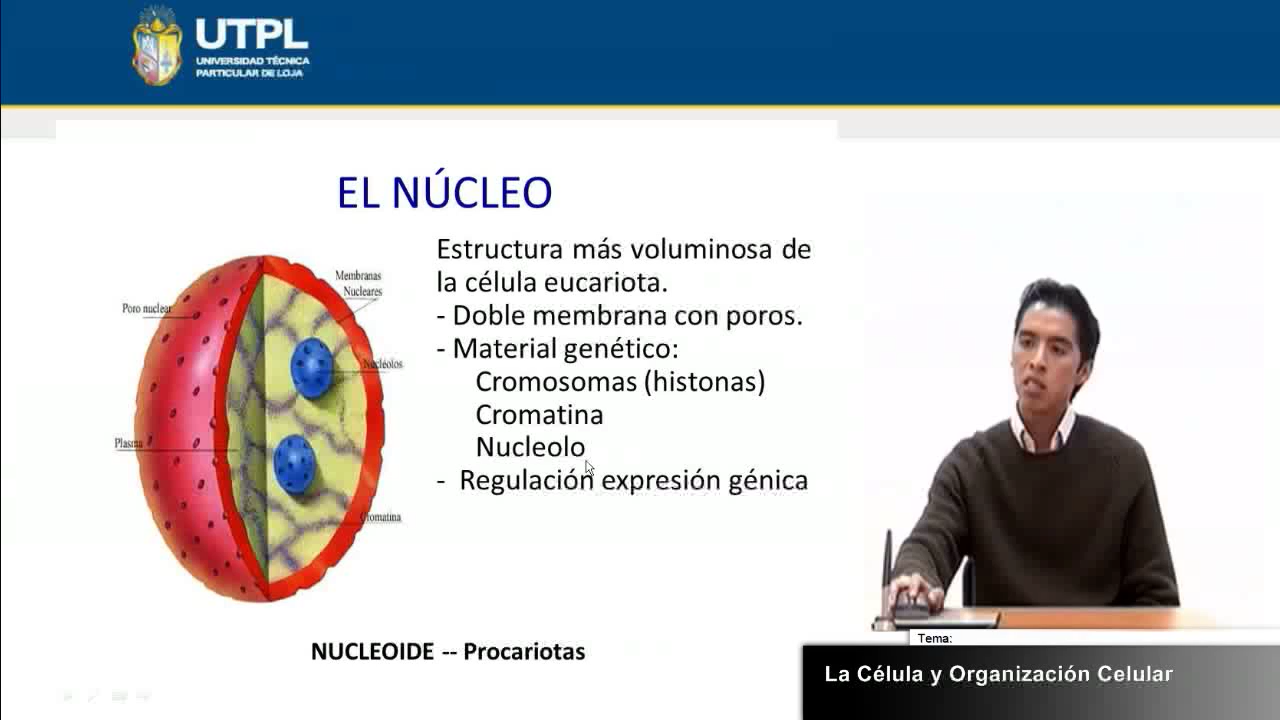 UTPL
UNIVERSIDAD TÉCNICA
PARTICULAR DE LOJA
EL NÚCLEO
Estructura más voluminosa de
la célula eucariota.
- Doble membrana con poros.
- Material genético:
Cromosomas (histonas)
Cromatina
Nucleolo
- Regulación expresión génica
Membranas
Nucleares
Poro nuclear
Nucléolos
Plasma
Cromatina
NUCLEOIDE -- Procariotas
Tema:
La Célula y Organización Celular